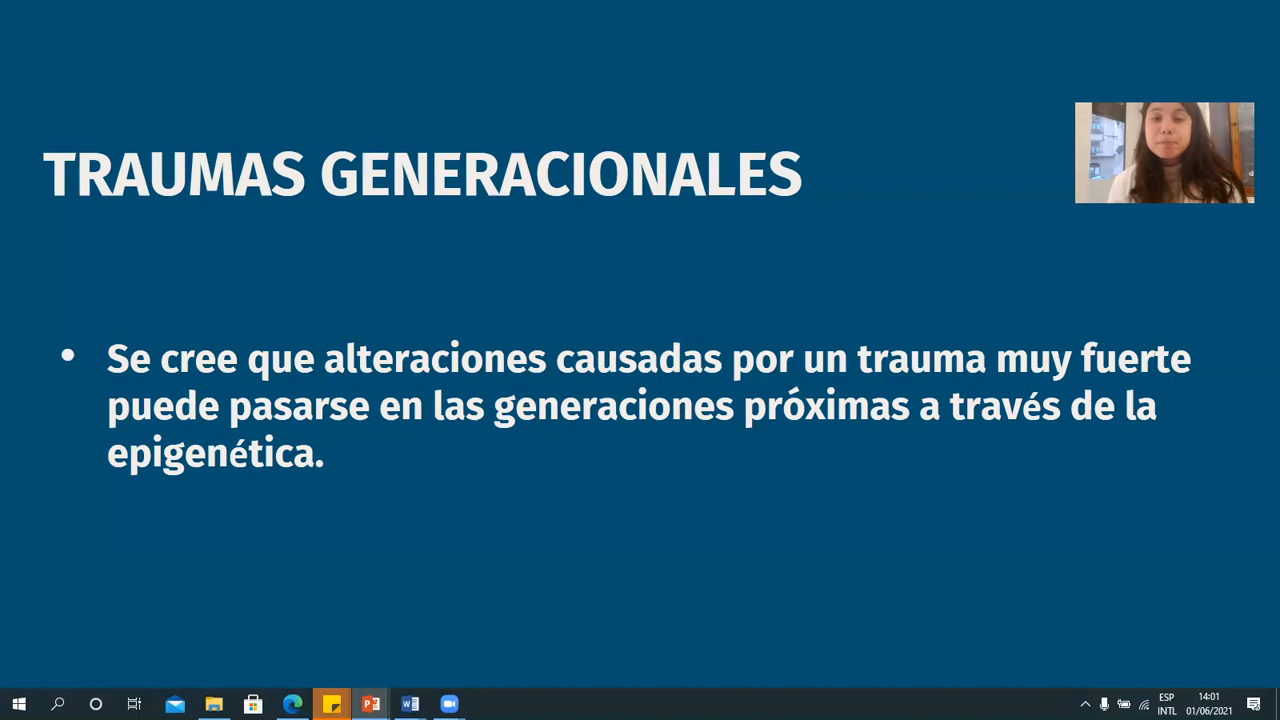 TRAUMAS GENERACIONALES
• Se cree que alteraciones causadas por un trauma muy fuerte
puede pasarse en las generaciones próximas a través de la
epigenética.
ESP
INTL
14:01
01/06/2021